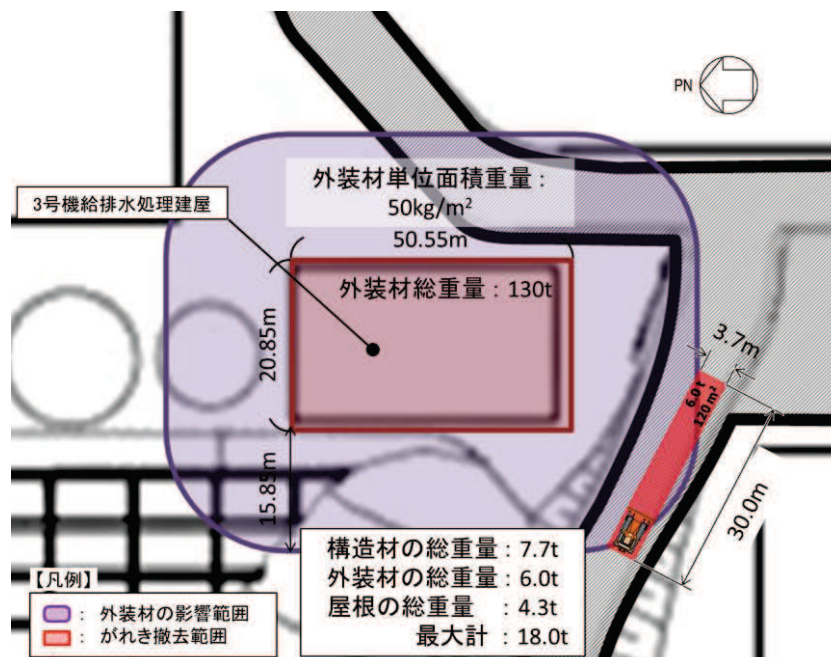 PN
外装材単位面積重量：
50kg/m²
50.55m
3号機給排水処理建屋
外装材総重量：130t
20.85m
15.85m
3.7m
6.0t
120m²
30.0m
構造材の総重量：7.7t
外装材の総重量：6.0t
屋根の総重量　：4.3t
最大計：18.0t
【凡例】
：外装材の影響範囲
：がれき撤去範囲